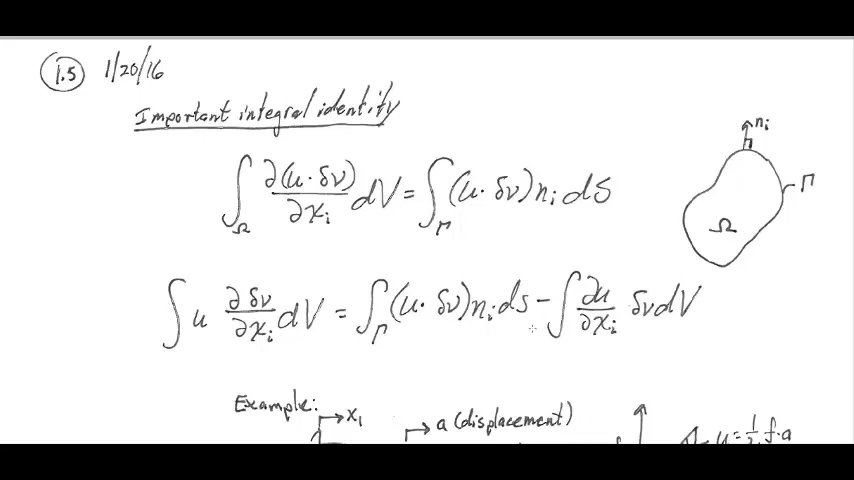 1.5 1/20/16
Important integral identity
∫_Ω ∂(u·δv)/∂x_i dV = ∫_Γ (u·δv) n_i dS
n_i
Γ
Ω
∫ u ∂δv/∂x_i dV = ∫_Γ (u·δv) n_i ds − ∫ ∂u/∂x_i δv dV
Example:
x_1
a (displacement)
f·a